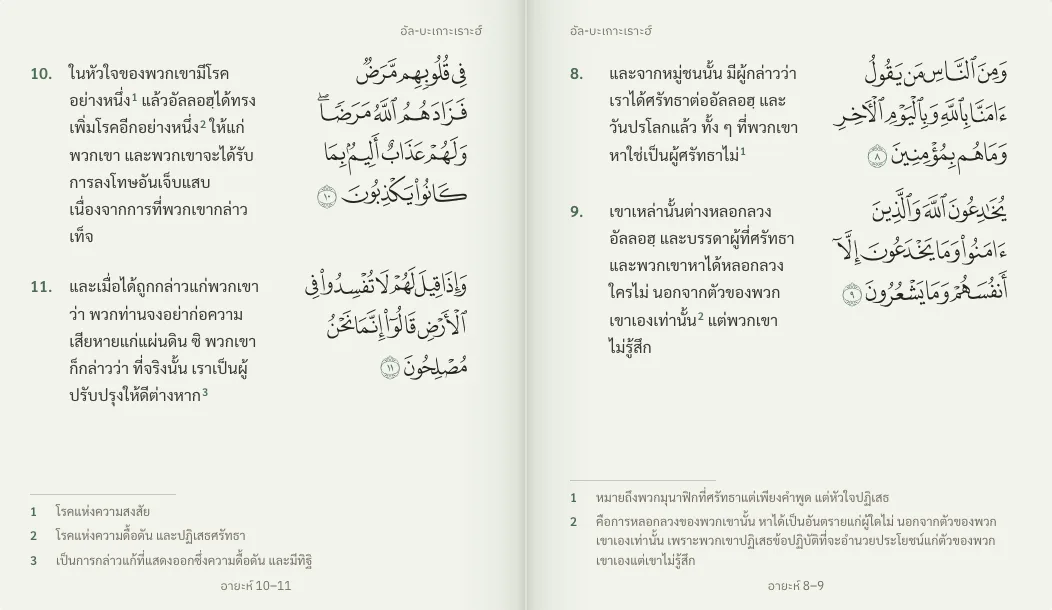 อัล-บะเกาะเราะฮ์
وَمِنَ ٱلنَّاسِ مَن يَقُولُ
ءَامَنَّا بِٱللَّهِ وَبِٱلْيَوْمِ ٱلْأَخِرِ
وَمَا هُم بِمُؤْمِنِينَ ٨
8. และจากหมู่ชนนั้น มีผู้กล่าวว่า
เราได้ศรัทธาต่ออัลลอฮฺ และ
วันปรโลกแล้ว ทั้ง ๆ ที่พวกเขา
หาใช่เป็นผู้ศรัทธาไม่1
يُخَـٰدِعُونَ ٱللَّهَ وَٱلَّذِينَ
ءَامَنُوا۟ وَمَا يَخْدَعُونَ إِلَّآ
أَنفُسَهُمْ وَمَا يَشْعُرُونَ ٩
9. เขาเหล่านั้นต่างหลอกลวง
อัลลอฮฺ และบรรดาผู้ที่ศรัทธา
และพวกเขาหาได้หลอกลวง
ใครไม่ นอกจากตัวของพวก
เขาเองเท่านั้น2 แต่พวกเขา
ไม่รู้สึก
1 หมายถึงพวกมุนาฟิกที่ศรัทธาแต่เพียงคำพูด แต่หัวใจปฏิเสธ
2 คือการหลอกลวงของพวกเขานั้น หาได้เป็นอันตรายแก่ผู้ใดไม่ นอกจากตัวของพวก
เขาเองเท่านั้น เพราะพวกเขาปฏิเสธข้อปฏิบัติที่จะอำนวยประโยชน์แก่ตัวของพวก
เขาเองแต่เขาไม่รู้สึก
อายะห์ 8–9
อัล-บะเกาะเราะฮ์
فِى قُلُوبِهِم مَّرَضٌ
فَزَادَهُمُ ٱللَّهُ مَرَضًا ۖ
وَلَهُمْ عَذَابٌ أَلِيمٌۢ بِمَا
كَانُوا۟ يَكْذِبُونَ ١٠
10. ในหัวใจของพวกเขามีโรค
อย่างหนึ่ง1 แล้วอัลลอฮฺได้ทรง
เพิ่มโรคอีกอย่างหนึ่ง2 ให้แก่
พวกเขา และพวกเขาจะได้รับ
การลงโทษอันเจ็บแสบ
เนื่องจากการที่พวกเขากล่าว
เท็จ
وَإِذَا قِيلَ لَهُمْ لَا تُفْسِدُوا۟ فِى
ٱلْأَرْضِ قَالُوٓا۟ إِنَّمَا نَحْنُ
مُصْلِحُونَ ١١
11. และเมื่อได้ถูกกล่าวแก่พวกเขา
ว่า พวกท่านจงอย่าก่อความ
เสียหายแก่แผ่นดิน ซิ พวกเขา
ก็กล่าวว่า ที่จริงนั้น เราเป็นผู้
ปรับปรุงให้ดีต่างหาก3
1 โรคแห่งความสงสัย
2 โรคแห่งความดื้อดัน และปฏิเสธศรัทธา
3 เป็นการกล่าวแก้ที่แสดงออกซึ่งความดื้อดัน และมีทิฐิ
อายะห์ 10–11